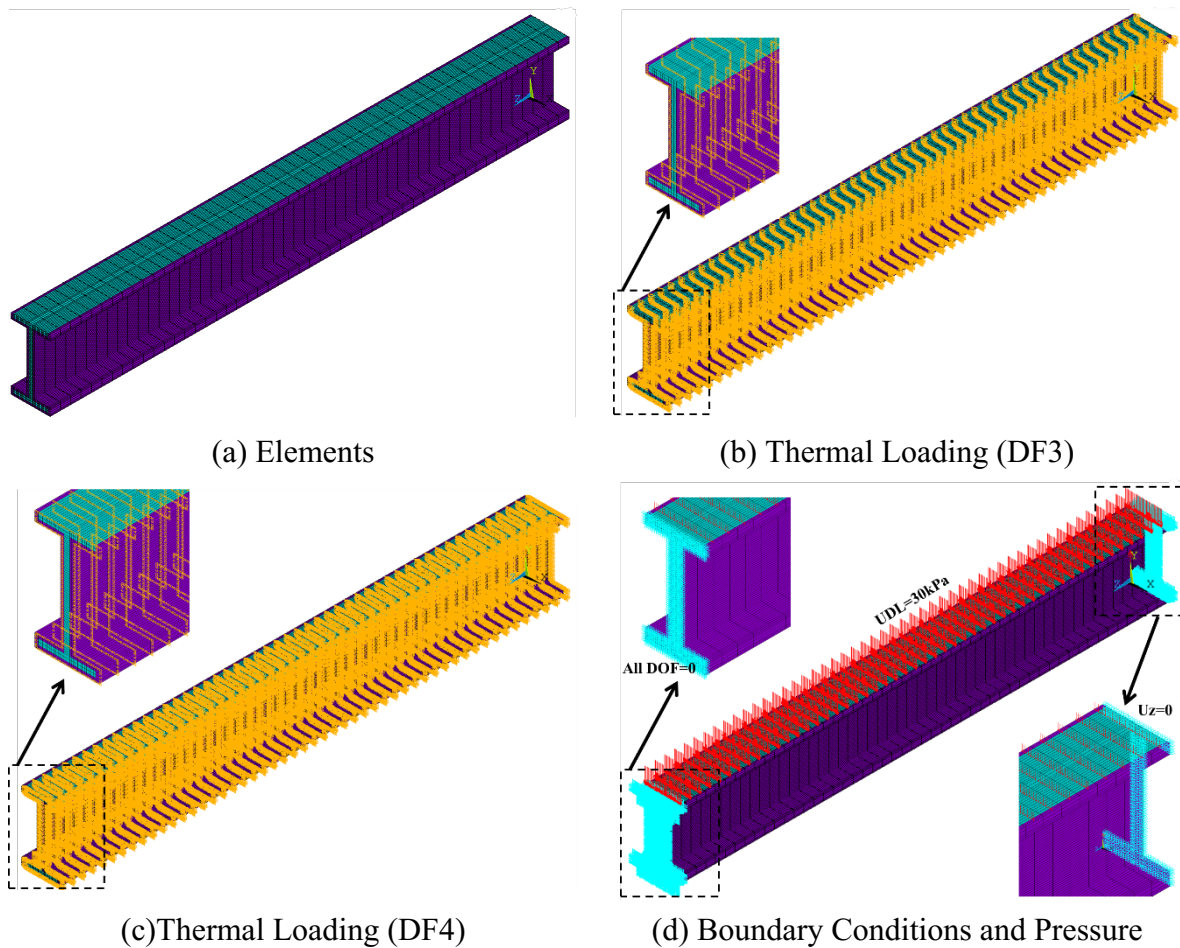 Y
Z
X
(a) Elements
(b) Thermal Loading (DF3)
X
(c)Thermal Loading (DF4)
UDL=30kPa
Y
Z
X
All DOF=0
Uz=0
(d) Boundary Conditions and Pressure